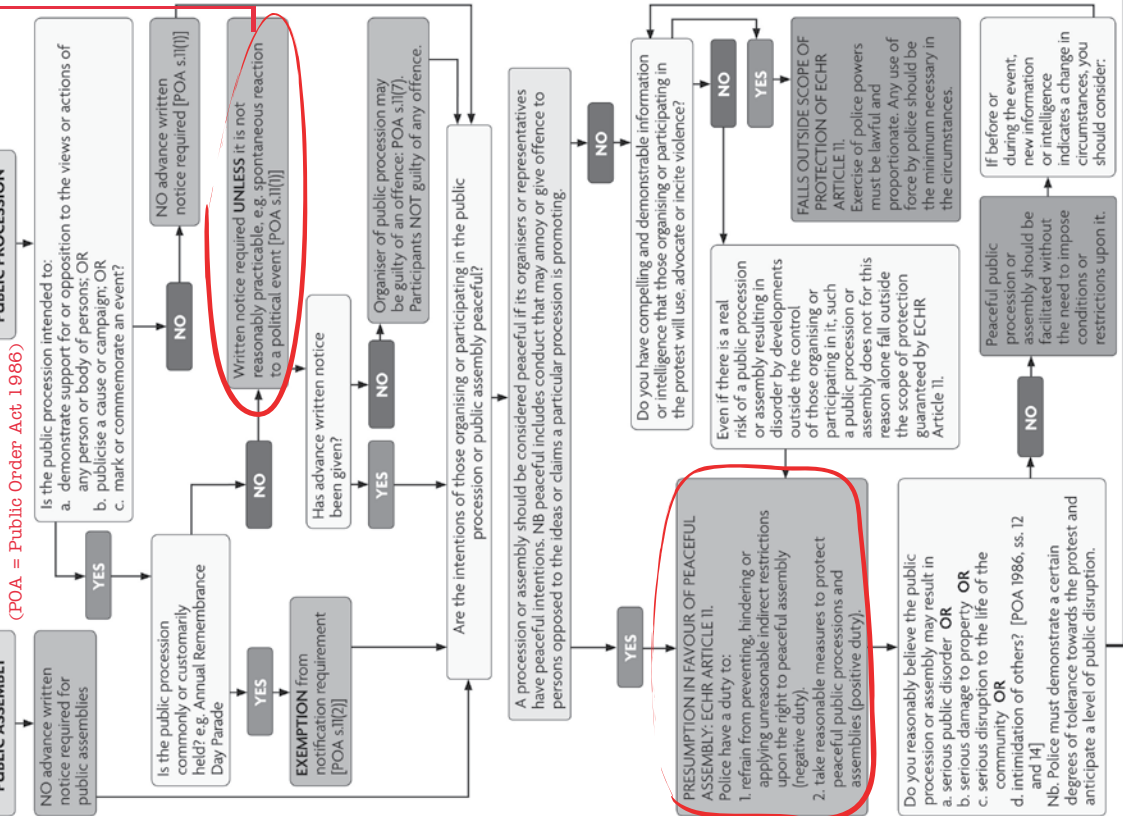 PUBLIC ASSEMBLY
PUBLIC PROCESSION
(POA = Public Order Act 1986)
NO advance written
notice required for
public assemblies
Is the public procession intended to:
a. demonstrate support for or opposition to the views or actions of
any person or body of persons; OR
b. publicise a cause or campaign; OR
c. mark or commemorate an event?
YES
NO
NO advance written
notice required [POA s.11(1)]
Is the public procession
commonly or customarily
held? e.g. Annual Remembrance
Day Parade
YES
NO
Written notice required UNLESS it is not
reasonably practicable, e.g. spontaneous reaction
to a political event [POA s.11(1)]
EXEMPTION from
notification requirement
[POA s.11(2)]
Has advance written notice
been given?
YES
NO
Organiser of public procession may
be guilty of an offence: POA s.11(7).
Participants NOT guilty of any offence.
Are the intentions of those organising or participating in the public
procession or public assembly peaceful?
A procession or assembly should be considered peaceful if its organisers or representatives
have peaceful intentions. NB peaceful includes conduct that may annoy or give offence to
persons opposed to the ideas or claims a particular procession is promoting.
YES
NO
Do you have compelling and demonstrable information
or intelligence that those organising or participating in
the protest will use, advocate or incite violence?
NO
YES
PRESUMPTION IN FAVOUR OF PEACEFUL
ASSEMBLY: ECHR ARTICLE 11.
Police have a duty to:
1. refrain from preventing, hindering or
applying unreasonable indirect restrictions
upon the right to peaceful assembly
(negative duty).
2. take reasonable measures to protect
peaceful public processions and
assemblies (positive duty).
Even if there is a real
risk of a public procession
or assembly resulting in
disorder by developments
outside the control
of those organising or
participating in it, such
a public procession or
assembly does not for this
reason alone fall outside
the scope of protection
guaranteed by ECHR
Article 11.
FALLS OUTSIDE SCOPE OF
PROTECTION OF ECHR
ARTICLE 11.
Exercise of police powers
must be lawful and
proportionate. Any use of
force by police should be
the minimum necessary in
the circumstances.
Do you reasonably believe the public
procession or assembly may result in
a. serious public disorder OR
b. serious damage to property OR
c. serious disruption to the life of the
community OR
d. intimidation of others? [POA 1986, ss. 12
and 14]
Nb. Police must demonstrate a certain
degrees of tolerance towards the protest and
anticipate a level of public disruption.
NO
Peaceful public
procession or
assembly should be
facilitated without
the need to impose
conditions or
restrictions upon it.
If before or
during the event,
new information
or intelligence
indicates a change in
circumstances, you
should consider: